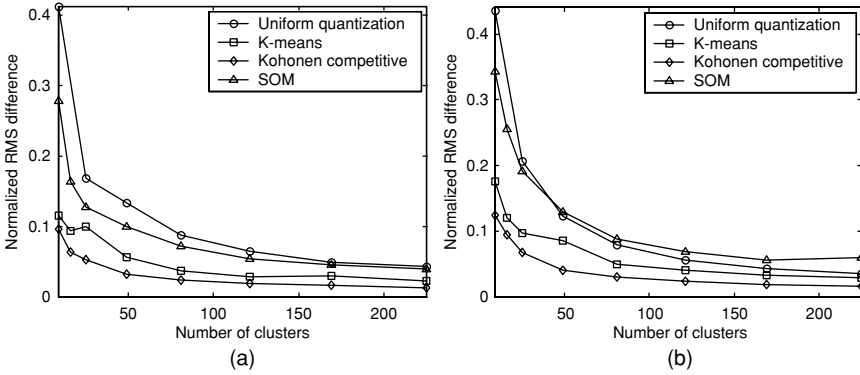 Normalized RMS difference
0.4
0.3
0.2
0.1
0
Uniform quantization
K-means
Kohonen competitive
SOM
50
100
150
200
Number of clusters
(a)
Normalized RMS difference
0.4
0.3
0.2
0.1
0
Uniform quantization
K-means
Kohonen competitive
SOM
50
100
150
200
Number of clusters
(b)